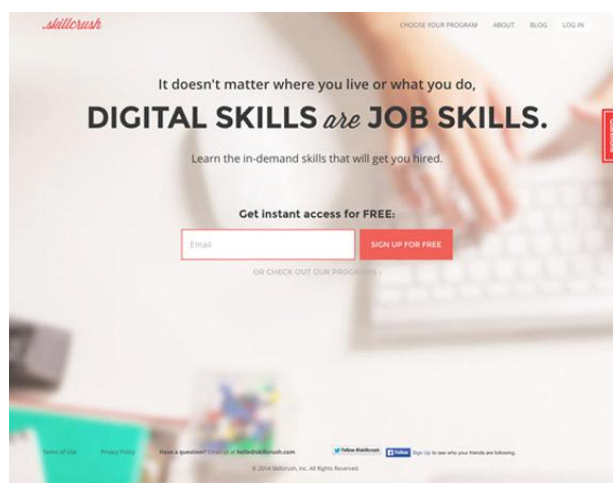 .skillcrush
CHOOSE YOUR PROGRAM ABOUT BLOG LOG IN
It doesn't matter where you live or what you do,
DIGITAL SKILLS are JOB SKILLS.
Learn the in-demand skills that will get you hired.
Get instant access for FREE:
Email
SIGN UP FOR FREE
OR CHECK OUT OUR PROGRAMS ›
Terms of Use Privacy Policy Have a question? Email us at hello@skillcrush.com Follow @skillcrush Follow Sign Up to see who your friends are following.
© 2014 Skillcrush, Inc. All Rights Reserved.